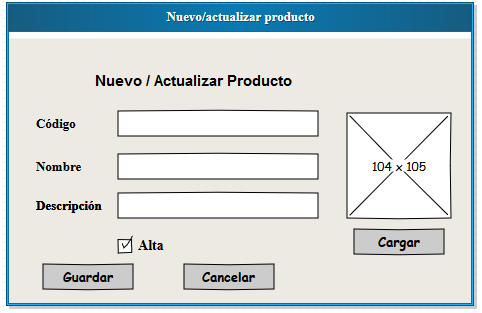 Nuevo/actualizar producto
Nuevo / Actualizar Producto
Código
Nombre
104 x 105
Descripción
Alta
Cargar
Guardar
Cancelar